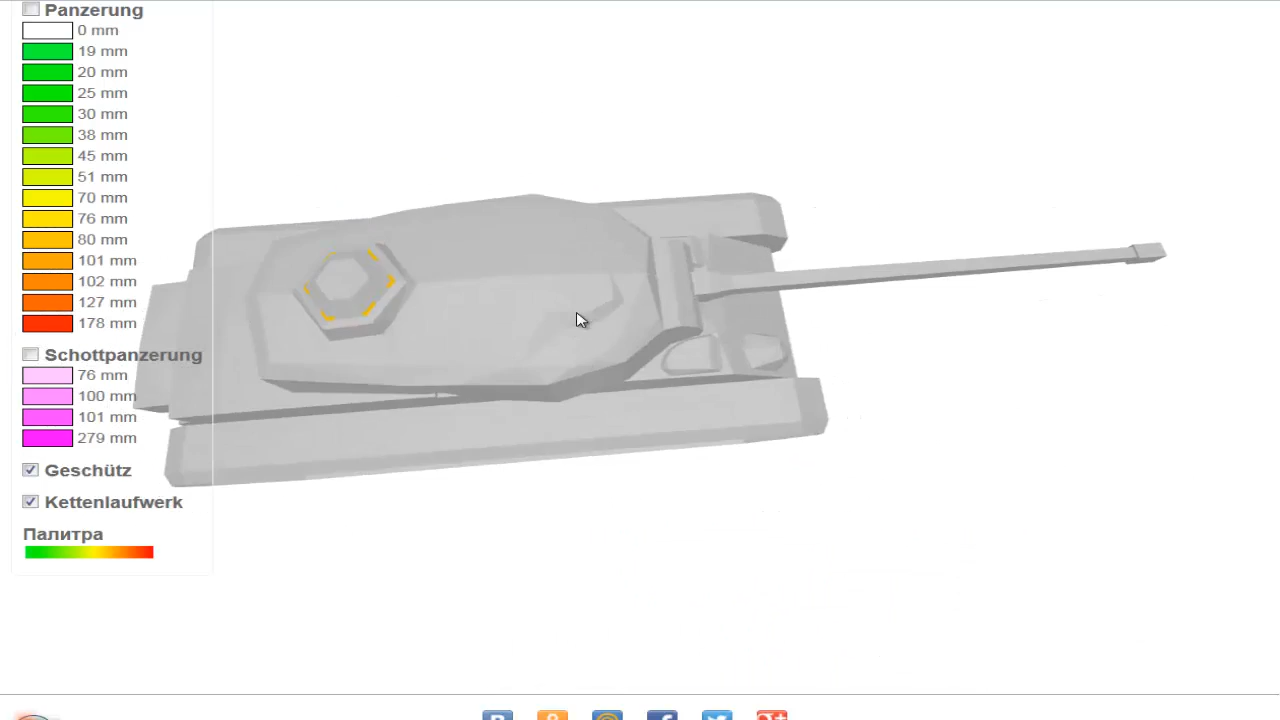 Panzerung
0 mm
19 mm
20 mm
25 mm
30 mm
38 mm
45 mm
51 mm
70 mm
76 mm
80 mm
101 mm
102 mm
127 mm
178 mm
Schottpanzerung
76 mm
100 mm
101 mm
279 mm
Geschütz
Kettenlaufwerk
Палитра